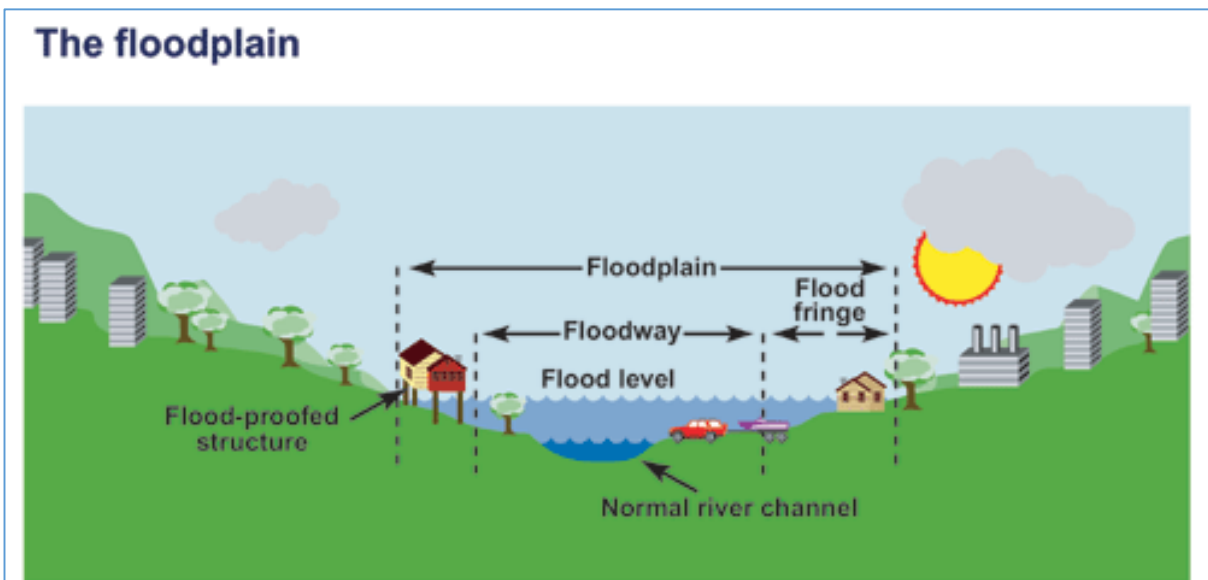 The floodplain
Floodplain
Flood
fringe
Floodway
Flood level
Flood-proofed
structure
Normal river channel